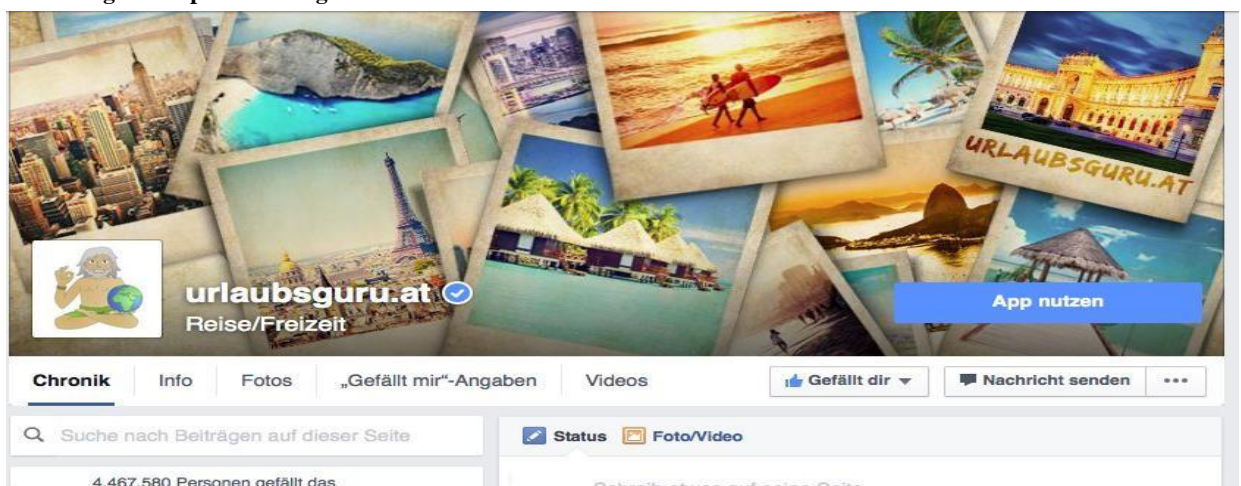 URLAUBSGURU.AT
urlaubsguru.at
Reise/Freizeit
App nutzen
Chronik Info Fotos „Gefällt mir“-Angaben Videos Gefällt dir Nachricht senden
Suche nach Beiträgen auf dieser Seite
Status Foto/Video
4.467.580 Personen gefällt das